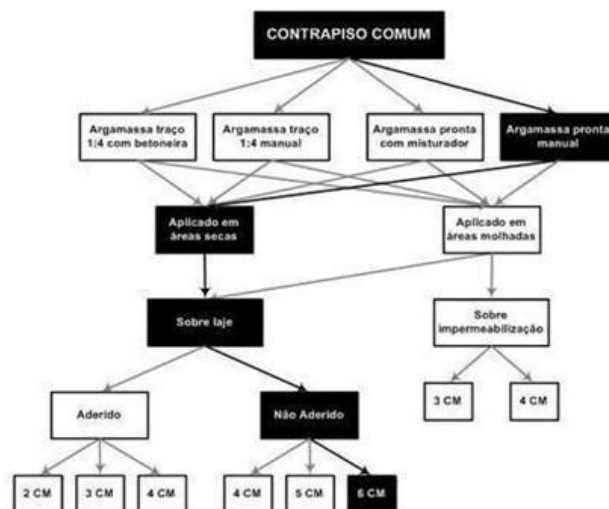 CONTRAPISO COMUM
Argamassa traço
1:4 com betoneira
Argamassa traço
1:4 manual
Argamassa pronta
com misturador
Argamassa pronta
manual
Aplicado em
áreas secas
Aplicado em
áreas molhadas
Sobre laje
Sobre
impermeabilização
Aderido
Não Aderido
3 CM
4 CM
2 CM
3 CM
4 CM
4 CM
5 CM
6 CM